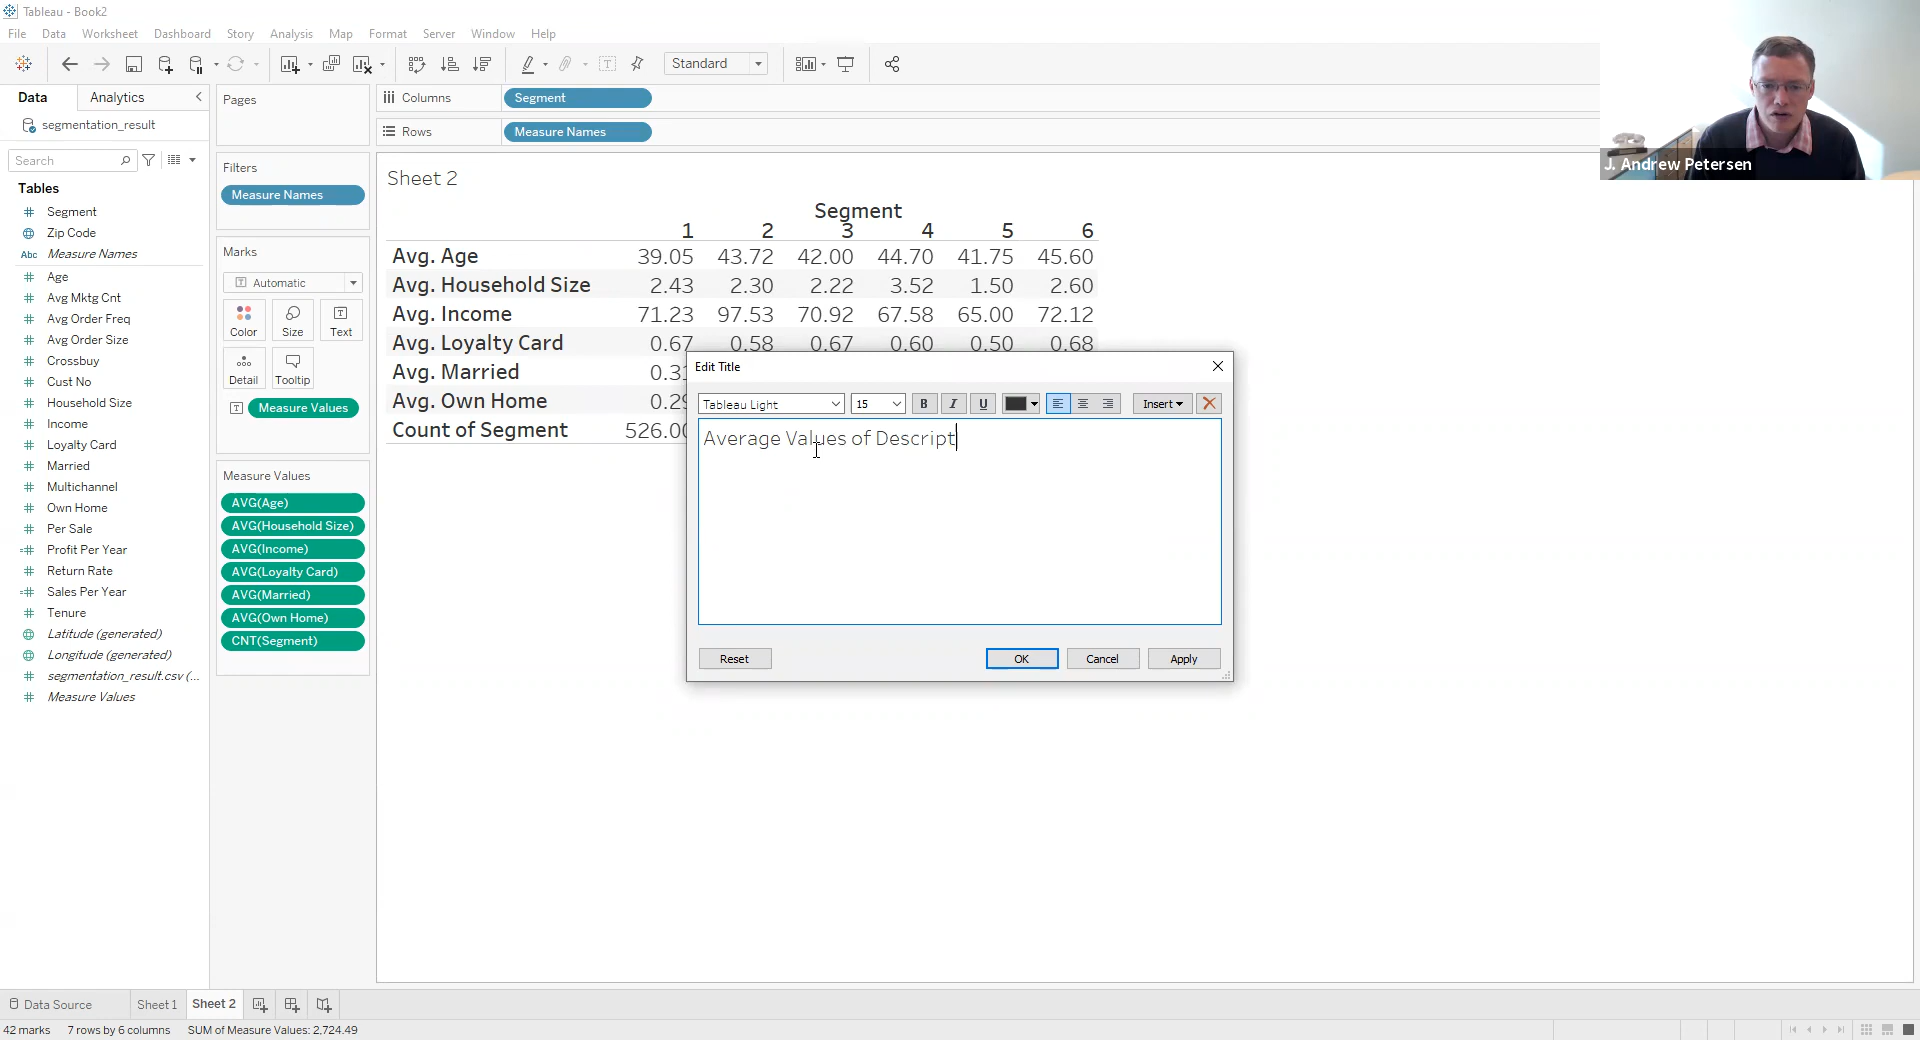 Tableau - Book2
File Data Worksheet Dashboard Story Analysis Map Format Server Window Help
Standard
Data Analytics
segmentation_result
Search
Tables
Segment
Zip Code
Abc Measure Names
Age
Avg Mktg Cnt
Avg Order Freq
Avg Order Size
Crossbuy
Cust No
Household Size
Income
Loyalty Card
Married
Multichannel
Own Home
Per Sale
Profit Per Year
Return Rate
Sales Per Year
Tenure
Latitude (generated)
Longitude (generated)
segmentation_result.csv (...
Measure Values
Pages
Filters
Measure Names
Marks
Automatic
Color Size Text
Detail Tooltip
Measure Values
Measure Values
AVG(Age)
AVG(Household Size)
AVG(Income)
AVG(Loyalty Card)
AVG(Married)
AVG(Own Home)
CNT(Segment)
Columns Segment
Rows Measure Names
Sheet 2
Segment
1 2 3 4 5 6
Avg. Age 39.05 43.72 42.00 44.70 41.75 45.60
Avg. Household Size 2.43 2.30 2.22 3.52 1.50 2.60
Avg. Income 71.23 97.53 70.92 67.58 65.00 72.12
Avg. Loyalty Card 0.67 0.58 0.67 0.60 0.50 0.68
Avg. Married
Avg. Own Home
Count of Segment
Edit Title
Tableau Light 15 B I U Insert
Average Values of Descript
Reset OK Cancel Apply
J. Andrew Petersen
Data Source Sheet 1 Sheet 2
42 marks 7 rows by 6 columns SUM of Measure Values: 2,724.49